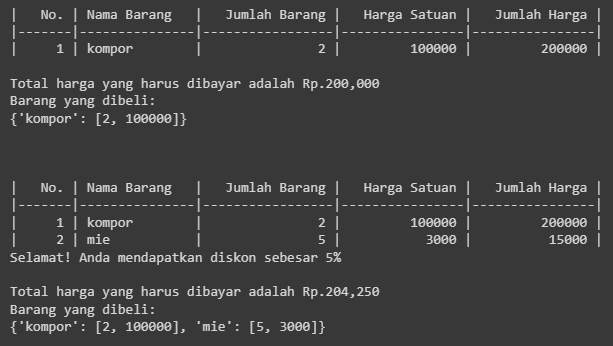 |   No. | Nama Barang   |   Jumlah Barang |   Harga Satuan |   Jumlah Harga |
|-------|---------------|-----------------|----------------|----------------|
|     1 | kompor        |               2 |         100000 |         200000 |
Total harga yang harus dibayar adalah Rp.200,000
Barang yang dibeli:
{'kompor': [2, 100000]}
|   No. | Nama Barang   |   Jumlah Barang |   Harga Satuan |   Jumlah Harga |
|-------|---------------|-----------------|----------------|----------------|
|     1 | kompor        |               2 |         100000 |         200000 |
|     2 | mie           |               5 |           3000 |          15000 |
Selamat! Anda mendapatkan diskon sebesar 5%
Total harga yang harus dibayar adalah Rp.204,250
Barang yang dibeli:
{'kompor': [2, 100000], 'mie': [5, 3000]}